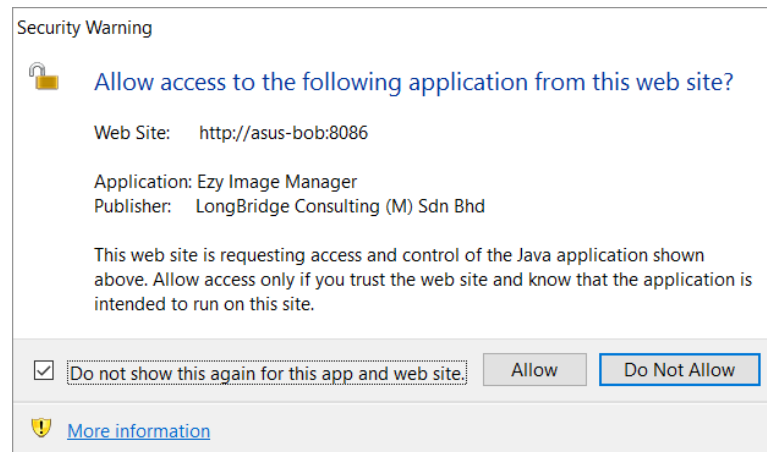 Security Warning
Allow access to the following application from this web site?
Web Site: http://asus-bob:8086
Application: Ezy Image Manager
Publisher: LongBridge Consulting (M) Sdn Bhd
This web site is requesting access and control of the Java application shown
above. Allow access only if you trust the web site and know that the application is
intended to run on this site.
Do not show this again for this app and web site. Allow Do Not Allow
More information